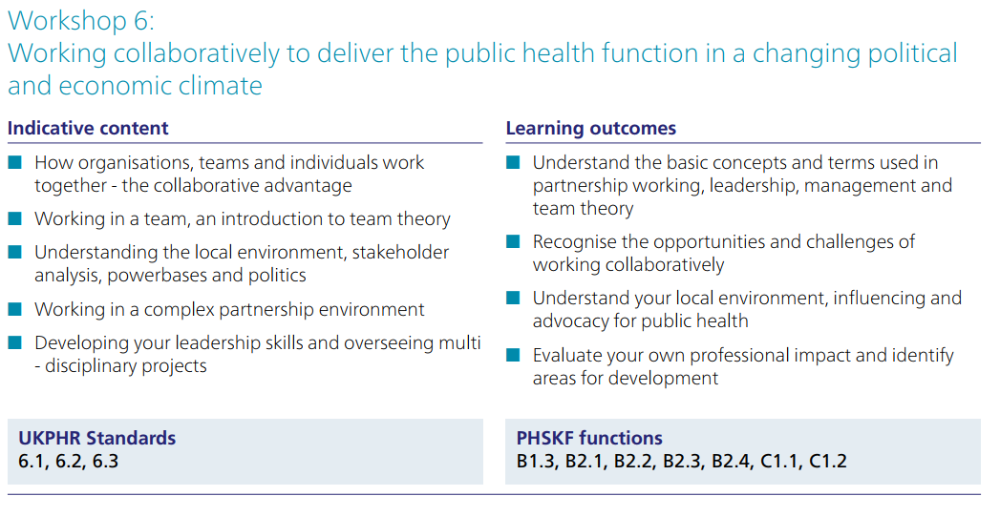 Workshop 6:
Working collaboratively to deliver the public health function in a changing political
and economic climate
Indicative content
How organisations, teams and individuals work
together - the collaborative advantage
Working in a team, an introduction to team theory
Understanding the local environment, stakeholder
analysis, powerbases and politics
Working in a complex partnership environment
Developing your leadership skills and overseeing multi
- disciplinary projects
Learning outcomes
Understand the basic concepts and terms used in
partnership working, leadership, management and
team theory
Recognise the opportunities and challenges of
working collaboratively
Understand your local environment, influencing and
advocacy for public health
Evaluate your own professional impact and identify
areas for development
UKPHR Standards
6.1, 6.2, 6.3
PHSKF functions
B1.3, B2.1, B2.2, B2.3, B2.4, C1.1, C1.2